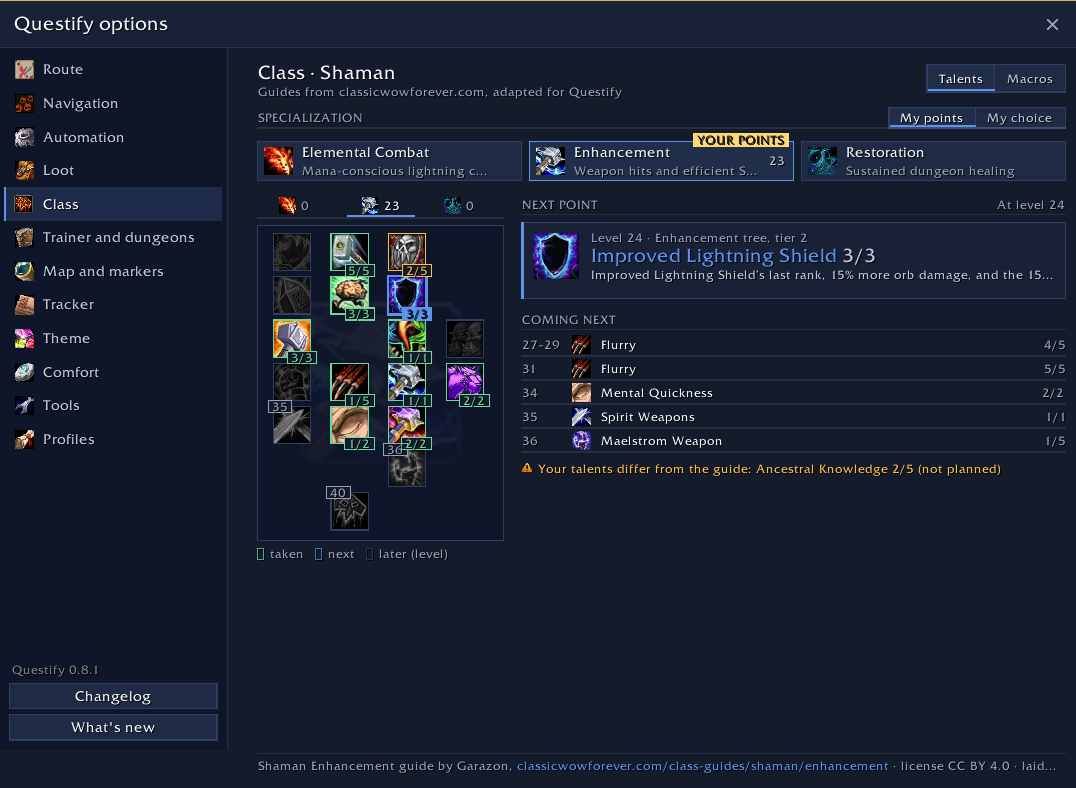 Questify options
Route
Navigation
Automation
Loot
Class
Trainer and dungeons
Map and markers
Tracker
Theme
Comfort
Tools
Profiles
Questify 0.8.1
Changelog
What's new
Class · Shaman
Guides from classicwowforever.com, adapted for Questify
Talents
Macros
SPECIALIZATION
My points
My choice
Elemental Combat
Mana-conscious lightning c...
YOUR POINTS
Enhancement
Weapon hits and efficient S...
23
Restoration
Sustained dungeon healing
0
23
0
5/5
2/5
3/3
3/3
3/3
1/1
1/5
1/1
2/2
35
1/2
2/2
36
40
taken
next
later (level)
NEXT POINT
At level 24
Level 24 · Enhancement tree, tier 2
Improved Lightning Shield 3/3
Improved Lightning Shield's last rank, 15% more orb damage, and the 15...
COMING NEXT
27-29 Flurry 4/5
31 Flurry 5/5
34 Mental Quickness 2/2
35 Spirit Weapons 1/1
36 Maelstrom Weapon 1/5
Your talents differ from the guide: Ancestral Knowledge 2/5 (not planned)
Shaman Enhancement guide by Garazon, classicwowforever.com/class-guides/shaman/enhancement · license CC BY 4.0 · laid...